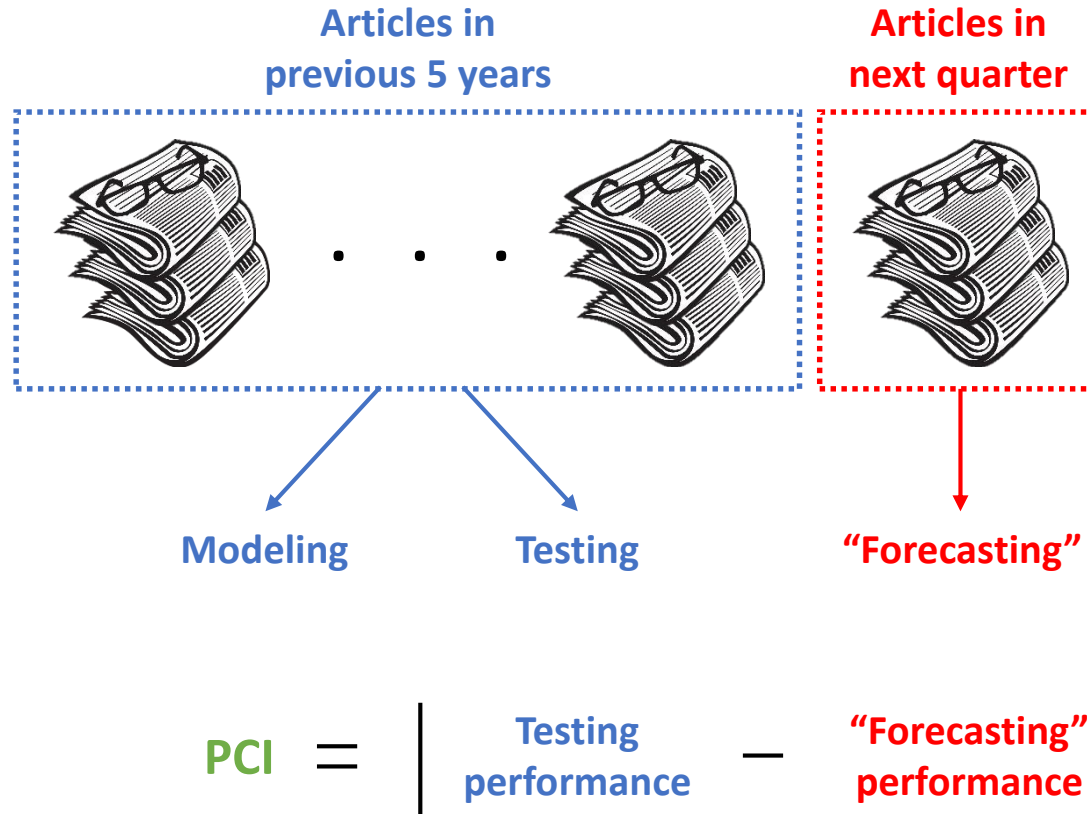 Articles in
previous 5 years
Articles in
next quarter
. . .
Modeling
Testing
“Forecasting”
PCI = | Testing performance − “Forecasting” performance